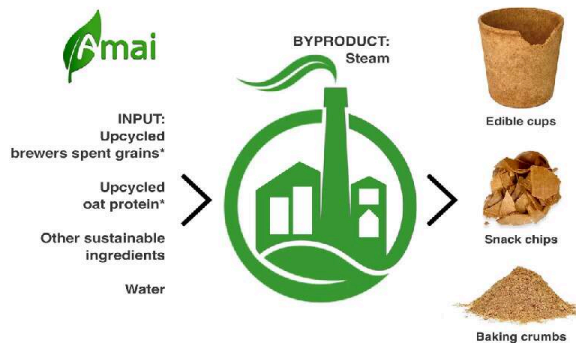 Amai
BYPRODUCT:
Steam
INPUT:
Upcycled
brewers spent grains*
Upcycled
oat protein*
Other sustainable
ingredients
Water
Edible cups
Snack chips
Baking crumbs